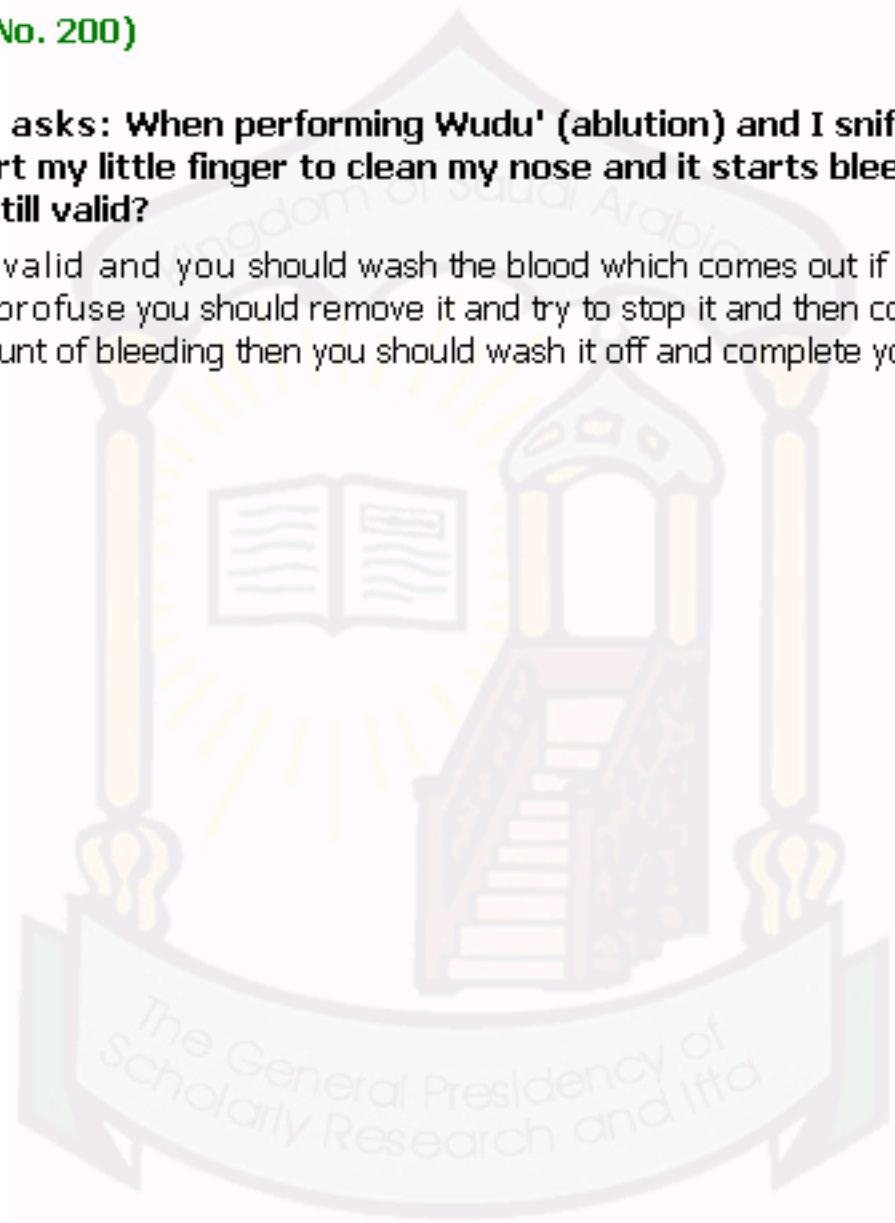 No. 200)
asks: When performing Wudu' (ablution) and I snif
rt my little finger to clean my nose and it starts blee
till valid?
valid and you should wash the blood which comes out if
profuse you should remove it and try to stop it and then co
unt of bleeding then you should wash it off and complete yo
Kingdom of Saudi Arabia
The General Presidency of
Scholarly Research and Ifta